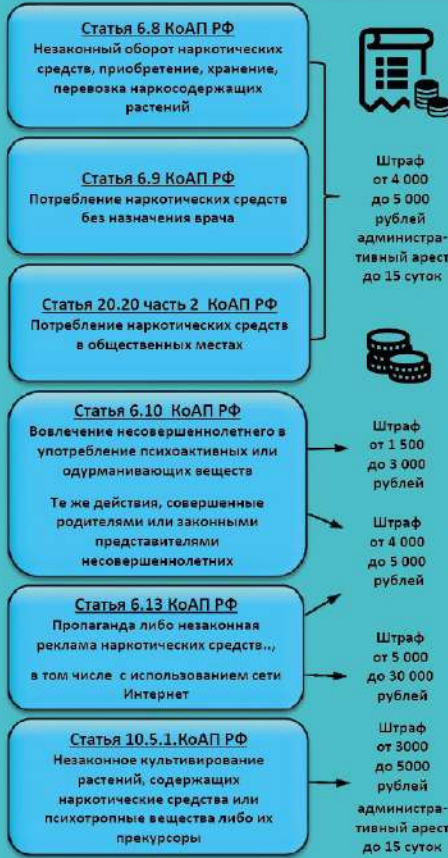 Статья 6.8 КоАП РФ
Незаконный оборот наркотических
средств, приобретение, хранение,
перевозка наркосодержащих
растений
Статья 6.9 КоАП РФ
Потребление наркотических средств
без назначения врача
Статья 20.20 часть 2 КоАП РФ
Потребление наркотических средств
в общественных местах
Штраф
от 4 000
до 5 000
рублей
администра-
тивный арест
до 15 суток
Статья 6.10 КоАП РФ
Вовлечение несовершеннолетнего в
употребление психоактивных или
одурманивающих веществ
Те же действия, совершенные
родителями или законными
представителями
несовершеннолетних
Штраф
от 1 500
до 3 000
рублей
Штраф
от 4 000
до 5 000
рублей
Статья 6.13 КоАП РФ
Пропаганда либо незаконная
реклама наркотических средств..,
в том числе с использованием сети
Интернет
Штраф
от 5 000
до 30 000
рублей
Статья 10.5.1.КоАП РФ
Незаконное культивирование
растений, содержащих
наркотические средства или
психотропные вещества либо их
прекурсоры
Штраф
от 3000
до 5000
рублей
администра-
тивный арест
до 15 суток